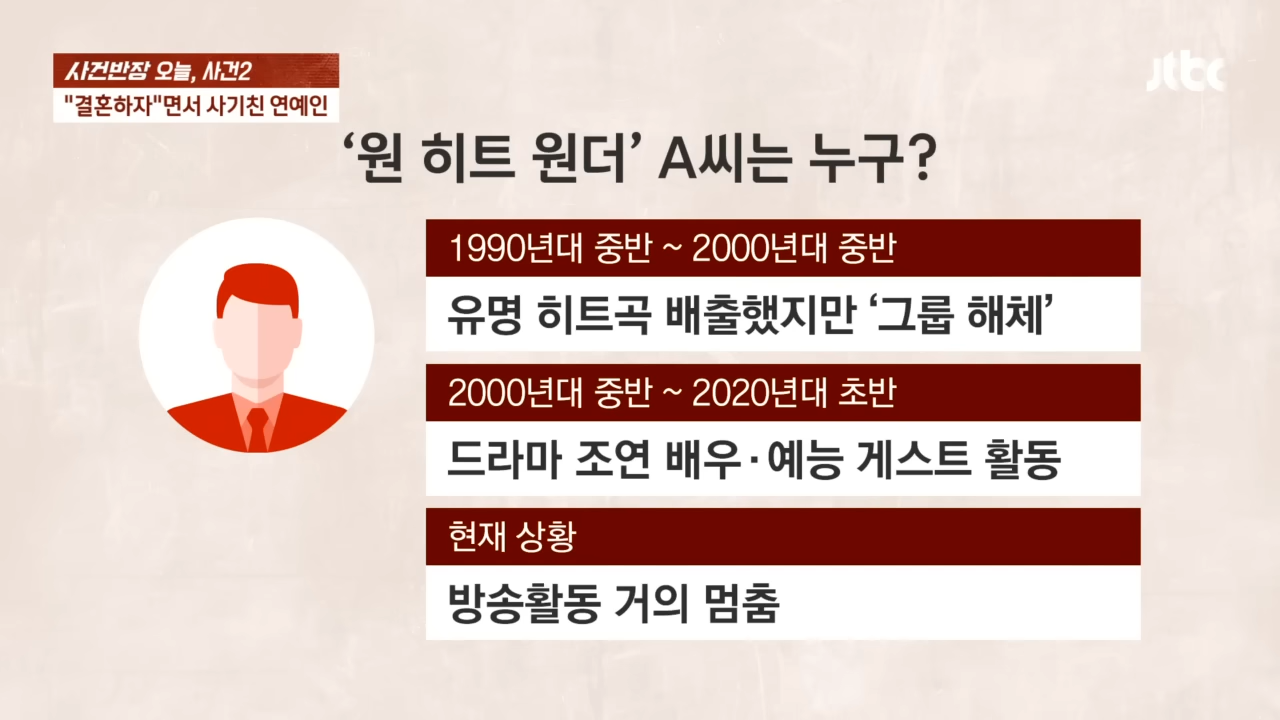 사건반장 오늘, 사건2
"결혼하자"면서 사기친 연예인
jtbc
‘원 히트 원더’ A씨는 누구?
1990년대 중반 ~ 2000년대 중반
유명 히트곡 배출했지만 ‘그룹 해체’
2000년대 중반 ~ 2020년대 초반
드라마 조연 배우·예능 게스트 활동
현재 상황
방송활동 거의 멈춤